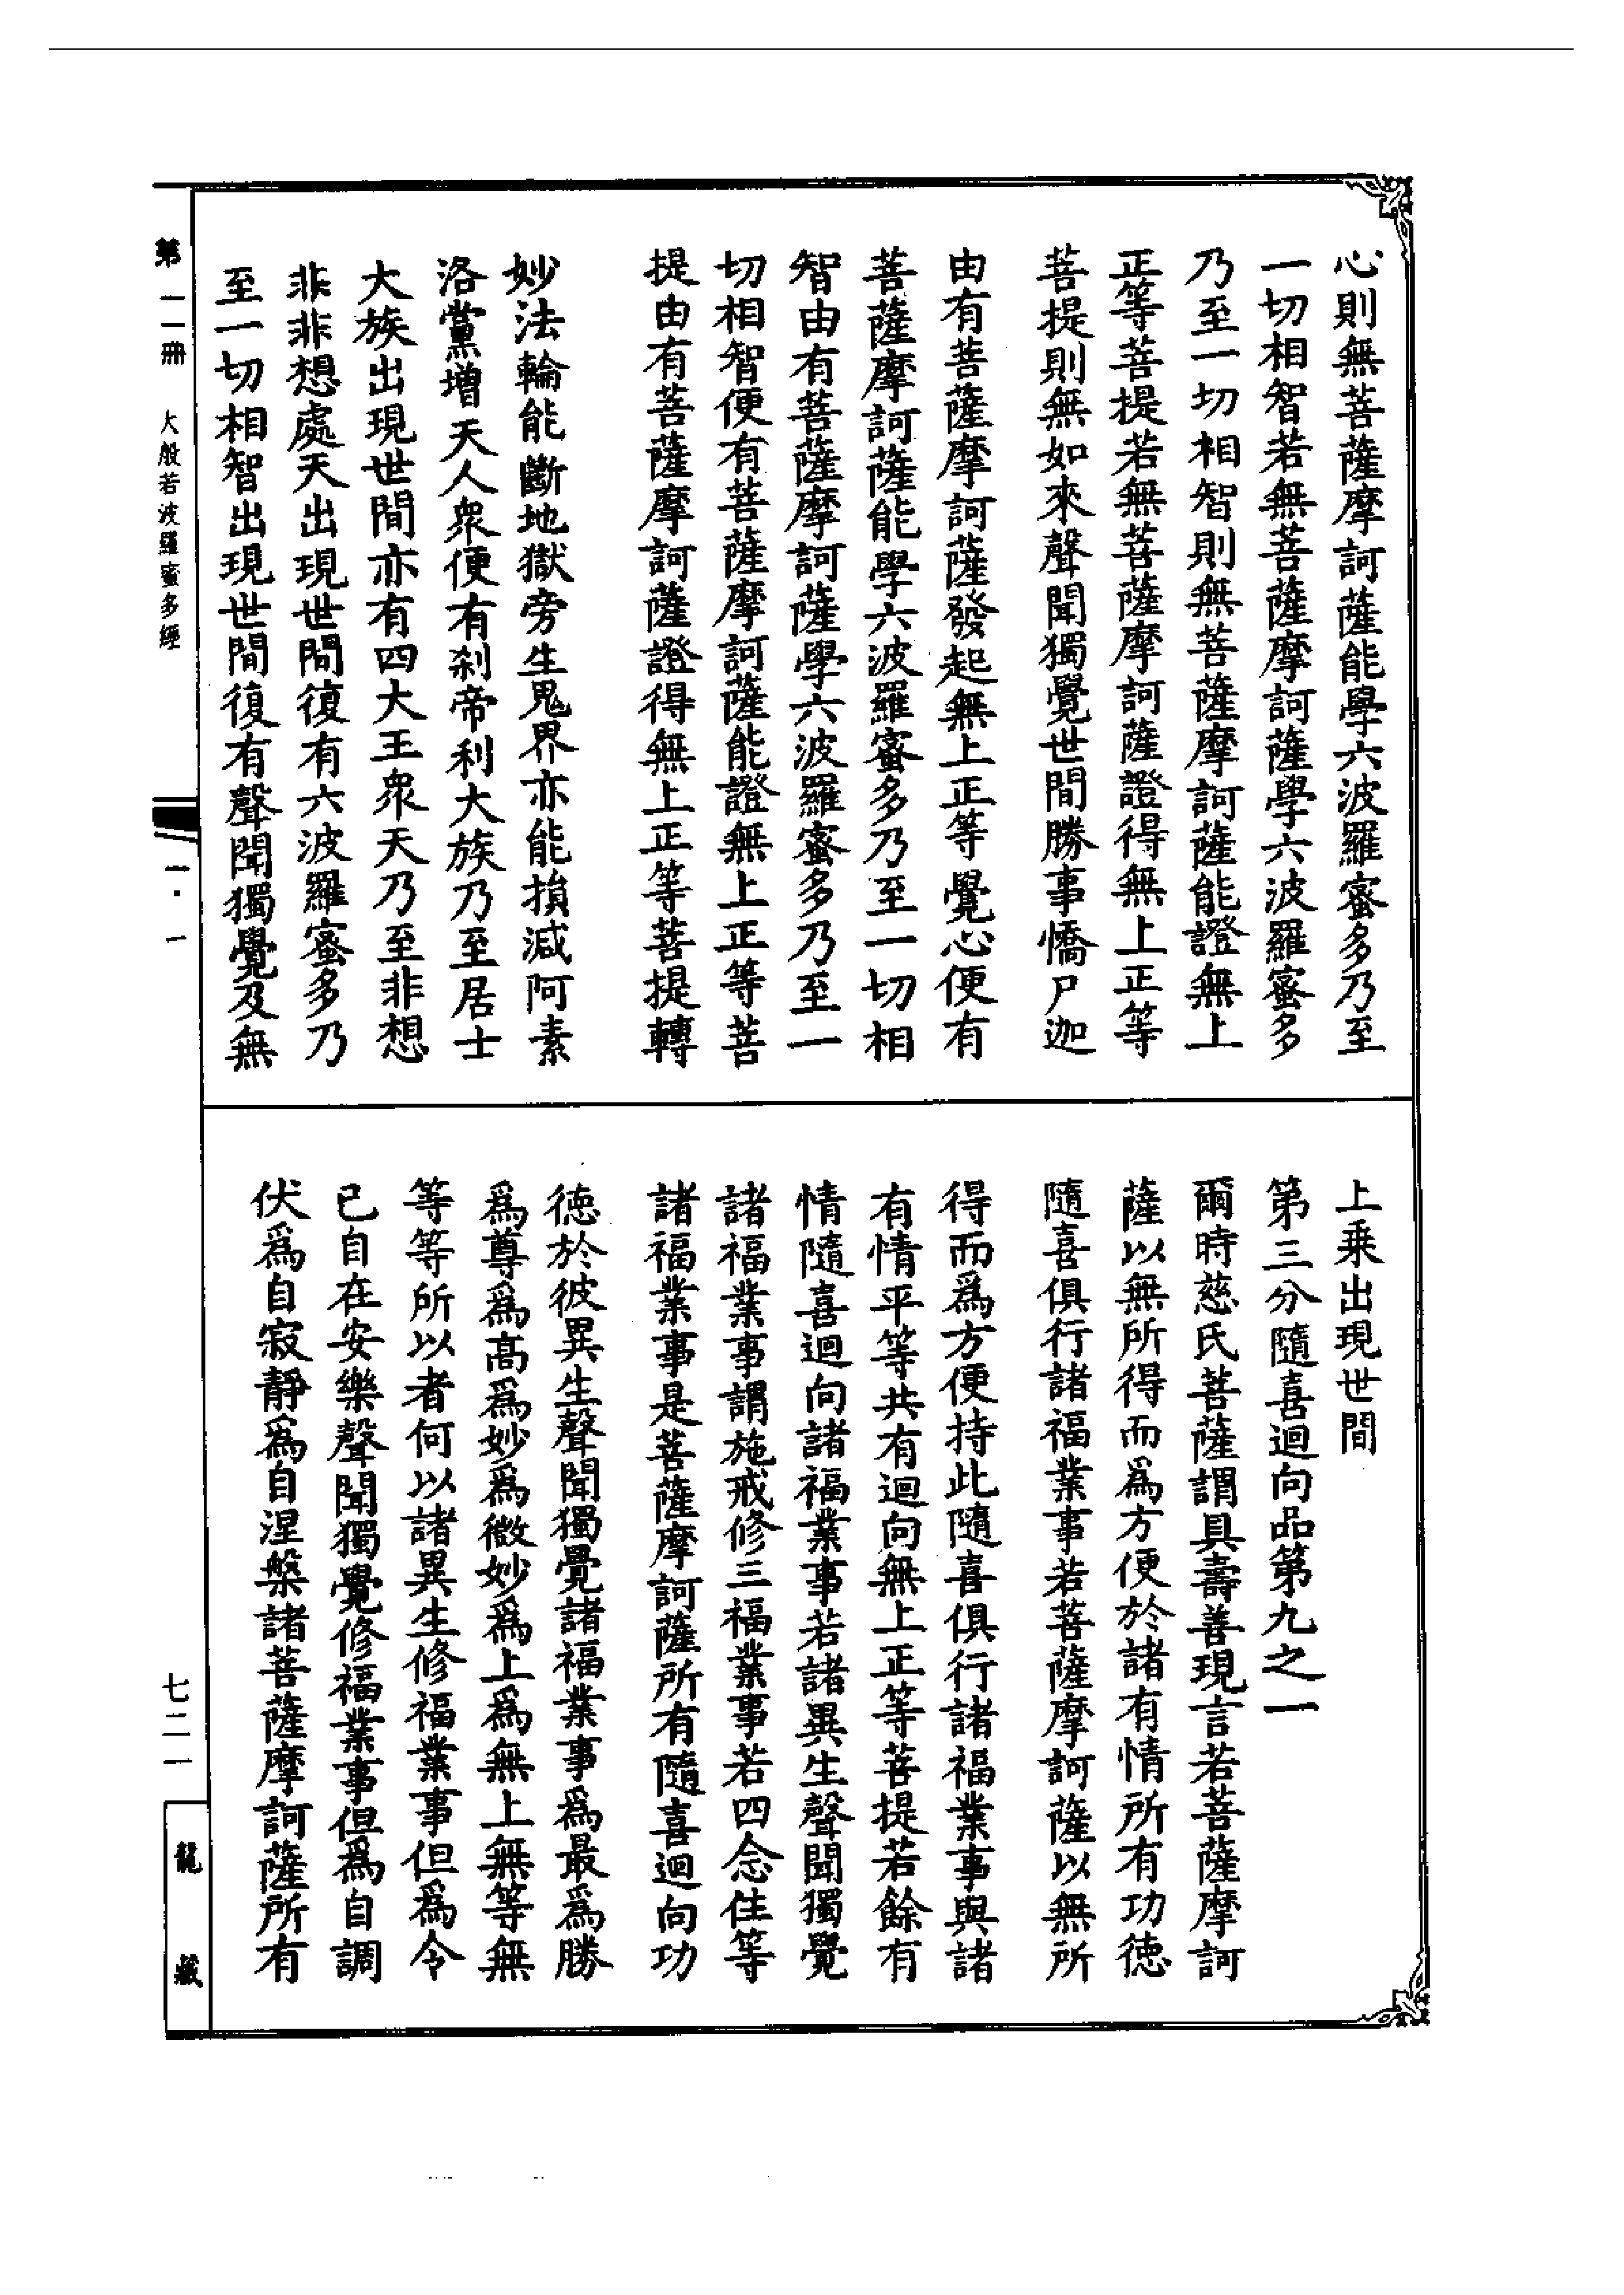 心則無菩薩摩訶薩能學六波羅蜜多乃至
一切相智若無菩薩摩訶薩學六波羅蜜多
乃至一切相智則無菩薩摩訶薩能證無上
正等菩提若無菩薩摩訶薩證得無上正等
菩提則無如來聲聞獨覺世間勝事憍尸迦
由有菩薩摩訶薩發起無上正等覺心便有
菩薩摩訶薩能學六波羅蜜多乃至一切相
智由有菩薩摩訶薩學六波羅蜜多乃至一
切相智便有菩薩摩訶薩能證無上正等菩
提由有菩薩摩訶薩證得無上正等菩提轉
妙法輪能斷地獄旁生鬼界亦能損減阿素
洛黨增天人衆便有刹帝利大族乃至居士
大族出現世間亦有四大王衆天乃至非想
非非想處天出現世間復有六波羅蜜多乃
至一切相智出現世間復有聲聞獨覺及無
上乘出現世間
第三分隨喜迴向品第九之一
爾時慈氏菩薩謂具壽善現言若菩薩摩訶
薩以無所得而爲方便於諸有情所有功德
隨喜俱行諸福業事若菩薩摩訶薩以無所
得而爲方便持此隨喜俱行諸福業事與諸
有情平等共有迴向無上正等菩提若餘有
情隨喜迴向諸福業事若諸異生聲聞獨覺
諸福業事謂施戒修三福業事若四念住等
諸福業事是菩薩摩訶薩所有隨喜迴向功
德於彼異生聲聞獨覺諸福業事爲最爲勝
爲尊爲高爲妙爲微妙爲上爲無上無等無
等等所以者何以諸異生修福業事但爲令
已自在安樂聲聞獨覺修福業事但爲自調
伏爲自寂靜爲自涅槃諸菩薩摩訶薩所有
第一一冊 大般若波羅蜜多經
一·一
七二一
龍藏